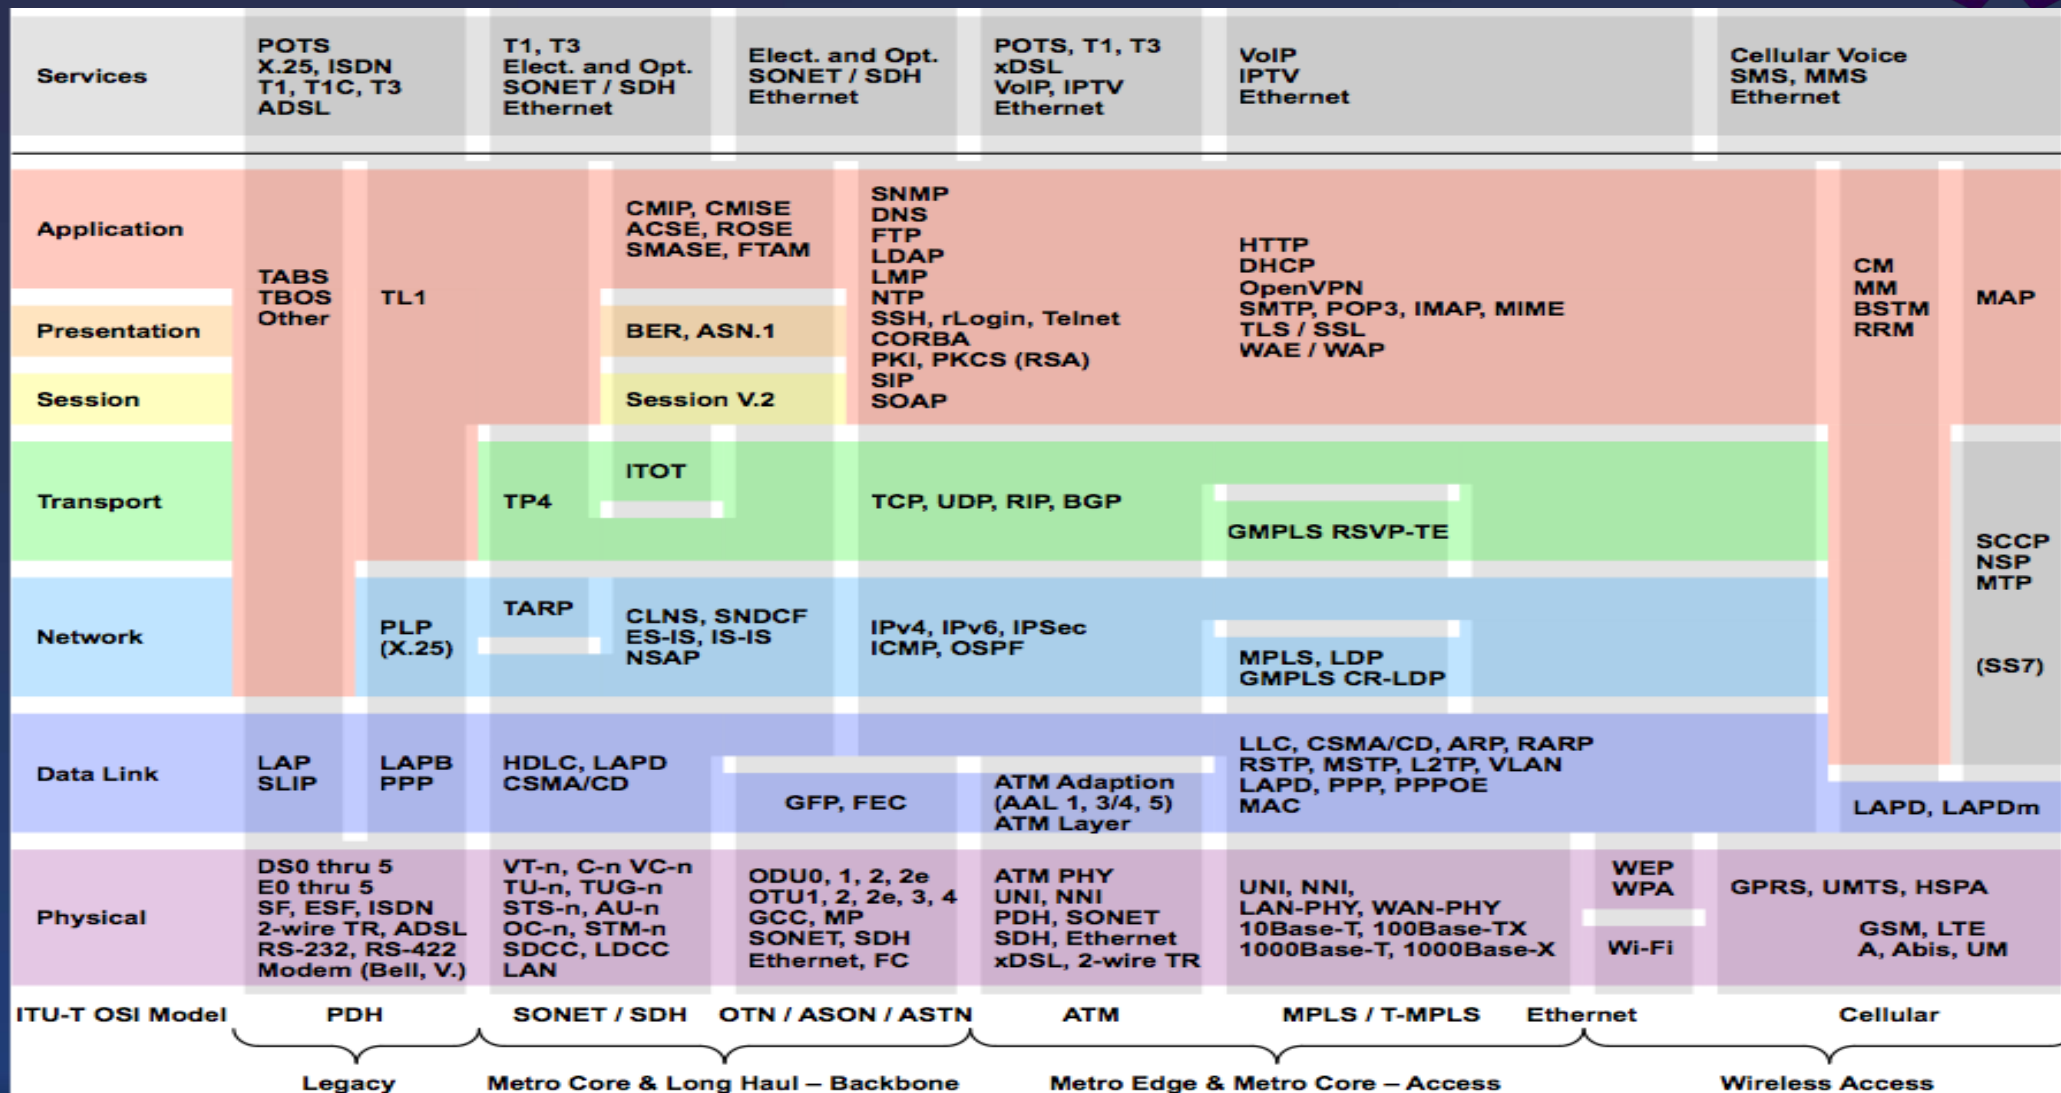 Services
POTS
X.25, ISDN
T1, T1C, T3
ADSL
T1, T3
Elect. and Opt.
SONET / SDH
Ethernet
Elect. and Opt.
SONET / SDH
Ethernet
POTS, T1, T3
xDSL
VoIP, IPTV
Ethernet
VoIP
IPTV
Ethernet
Cellular Voice
SMS, MMS
Ethernet
Application
Presentation
Session
TABS
TBOS
Other
TL1
CMIP, CMISE
ACSE, ROSE
SMASE, FTAM
BER, ASN.1
Session V.2
SNMP
DNS
FTP
LDAP
LMP
NTP
SSH, rLogin, Telnet
CORBA
PKI, PKCS (RSA)
SIP
SOAP
HTTP
DHCP
OpenVPN
SMTP, POP3, IMAP, MIME
TLS / SSL
WAE / WAP
CM
MM
BSTM
RRM
MAP
Transport
TP4
ITOT
TCP, UDP, RIP, BGP
GMPLS RSVP-TE
SCCP
NSP
MTP
(SS7)
Network
PLP
(X.25)
TARP
CLNS, SNDCF
ES-IS, IS-IS
NSAP
IPv4, IPv6, IPSec
ICMP, OSPF
MPLS, LDP
GMPLS CR-LDP
Data Link
LAP
SLIP
LAPB
PPP
HDLC, LAPD
CSMA/CD
GFP, FEC
ATM Adaption
(AAL 1, 3/4, 5)
ATM Layer
LLC, CSMA/CD, ARP, RARP
RSTP, MSTP, L2TP, VLAN
LAPD, PPP, PPPOE
MAC
LAPD, LAPDm
Physical
DS0 thru 5
E0 thru 5
SF, ESF, ISDN
2-wire TR, ADSL
RS-232, RS-422
Modem (Bell, V.)
VT-n, C-n VC-n
TU-n, TUG-n
STS-n, AU-n
OC-n, STM-n
SDCC, LDCC
LAN
ODU0, 1, 2, 2e
OTU1, 2, 2e, 3, 4
GCC, MP
SONET, SDH
Ethernet, FC
ATM PHY
UNI, NNI
PDH, SONET
SDH, Ethernet
xDSL, 2-wire TR
UNI, NNI,
LAN-PHY, WAN-PHY
10Base-T, 100Base-TX
1000Base-T, 1000Base-X
WEP
WPA
Wi-Fi
GPRS, UMTS, HSPA
GSM, LTE
A, Abis, UM
ITU-T OSI Model
PDH
SONET / SDH
OTN / ASON / ASTN
ATM
MPLS / T-MPLS
Ethernet
Cellular
Legacy
Metro Core & Long Haul – Backbone
Metro Edge & Metro Core – Access
Wireless Access